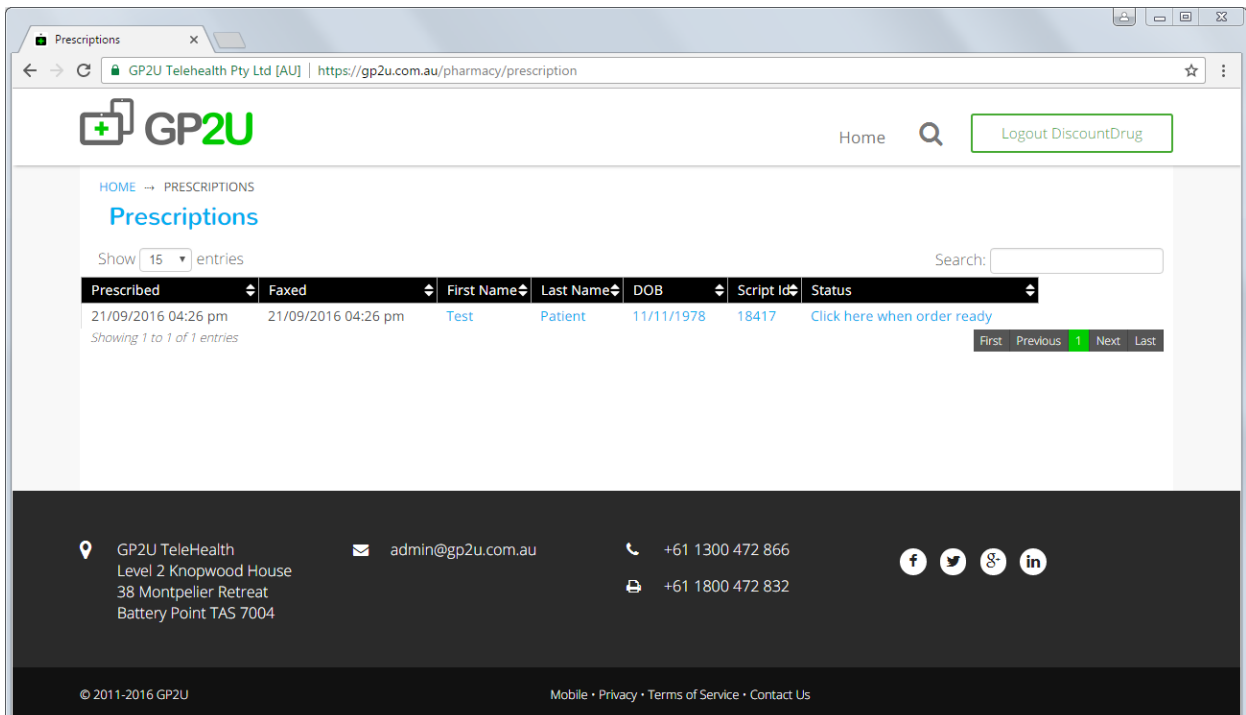 Prescriptions
GP2U Telehealth Pty Ltd [AU] | https://gp2u.com.au/pharmacy/prescription
GP2U
Home
Logout DiscountDrug
HOME → PRESCRIPTIONS
Prescriptions
Show 15 entries
Search:
Prescribed Faxed First Name Last Name DOB Script Id Status
21/09/2016 04:26 pm 21/09/2016 04:26 pm Test Patient 11/11/1978 18417 Click here when order ready
Showing 1 to 1 of 1 entries
First Previous 1 Next Last
GP2U TeleHealth
Level 2 Knopwood House
38 Montpelier Retreat
Battery Point TAS 7004
admin@gp2u.com.au
+61 1300 472 866
+61 1800 472 832
© 2011-2016 GP2U
Mobile • Privacy • Terms of Service • Contact Us